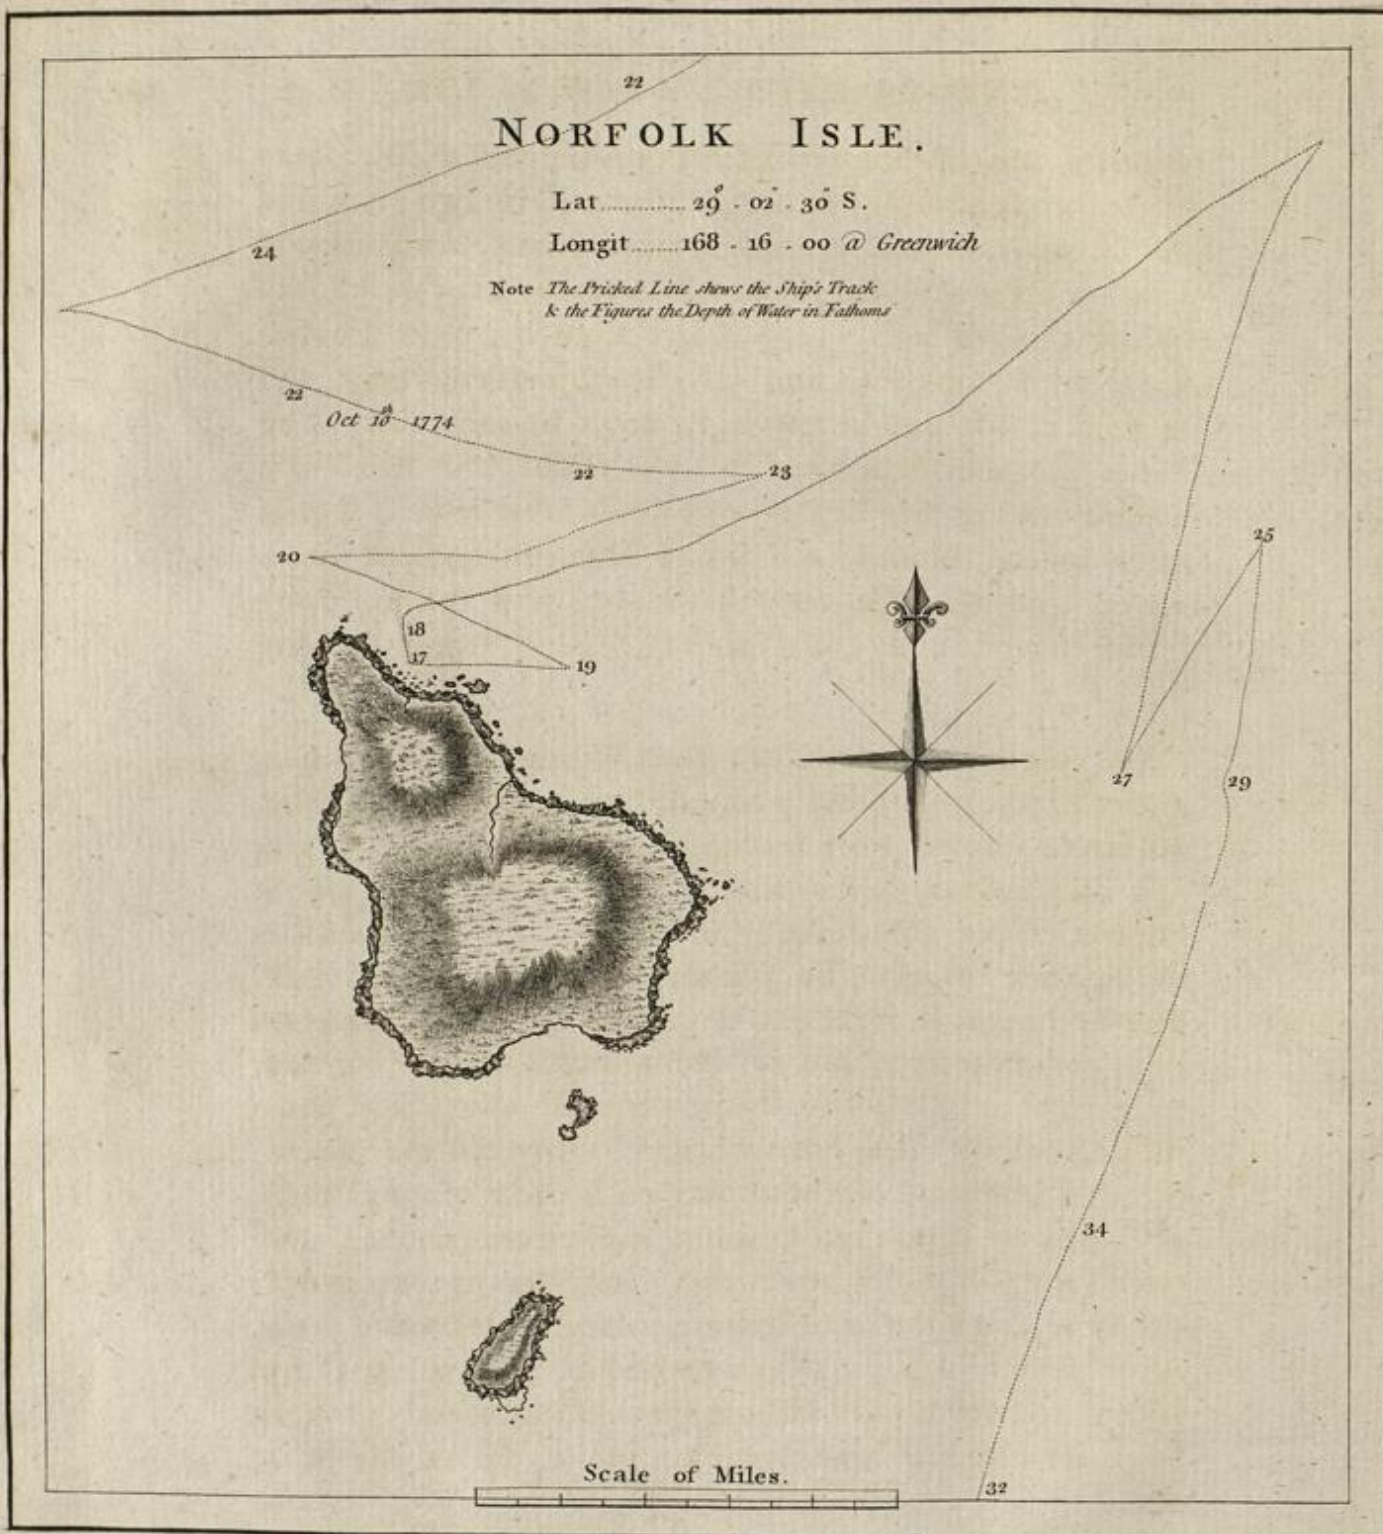 22
NORFOLK ISLE.
Lat............. 29° . 02' . 30" S.
Longit.......168 . 16 . 00 @ Greenwich
24
Note The Pricked Line shews the Ship's Track
& the Figures the Depth of Water in Fathoms
22
Oct 10th 1774
22
23
25
20
18
17
19
27
29
34
Scale of Miles.
32